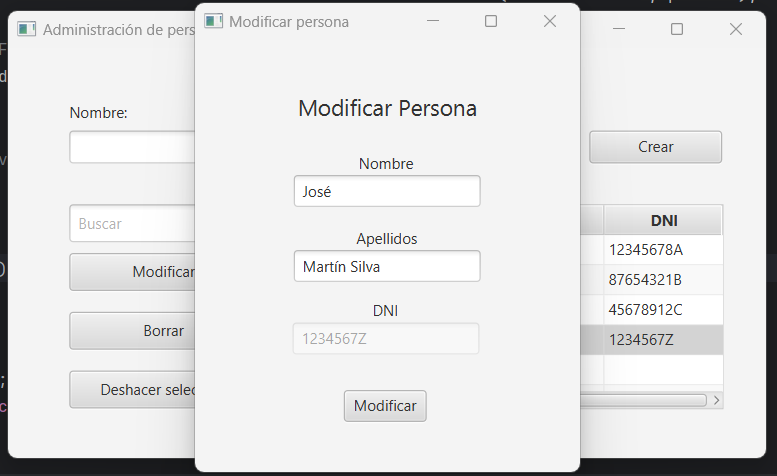 Administración de pers
Nombre:
Buscar
Modificar
Borrar
Deshacer selec
Modificar persona
Modificar Persona
Nombre
José
Apellidos
Martín Silva
DNI
1234567Z
Modificar
Crear
DNI
12345678A
87654321B
45678912C
1234567Z